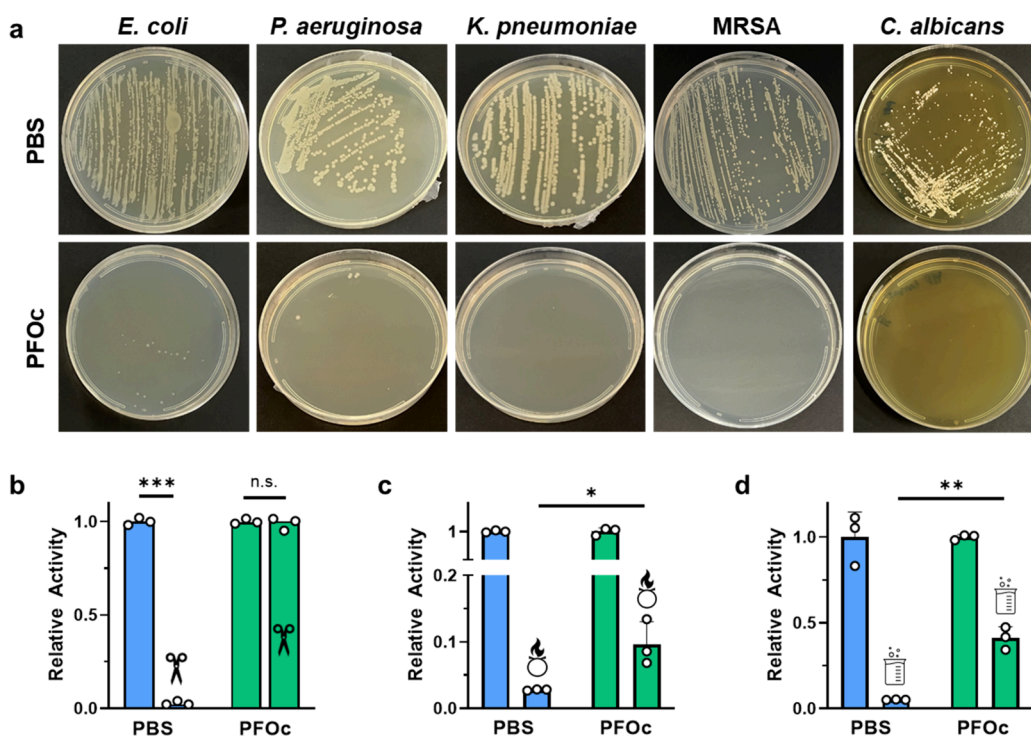 a
E. coli P. aeruginosa K. pneumoniae MRSA C. albicans
PBS
PFOc
b
*** n.s.
Relative Activity
1.0
0.5
0.0
PBS PFOc
c
*
Relative Activity
1
0.2
0.1
0.0
PBS PFOc
d
**
Relative Activity
1.0
0.5
0.0
PBS PFOc